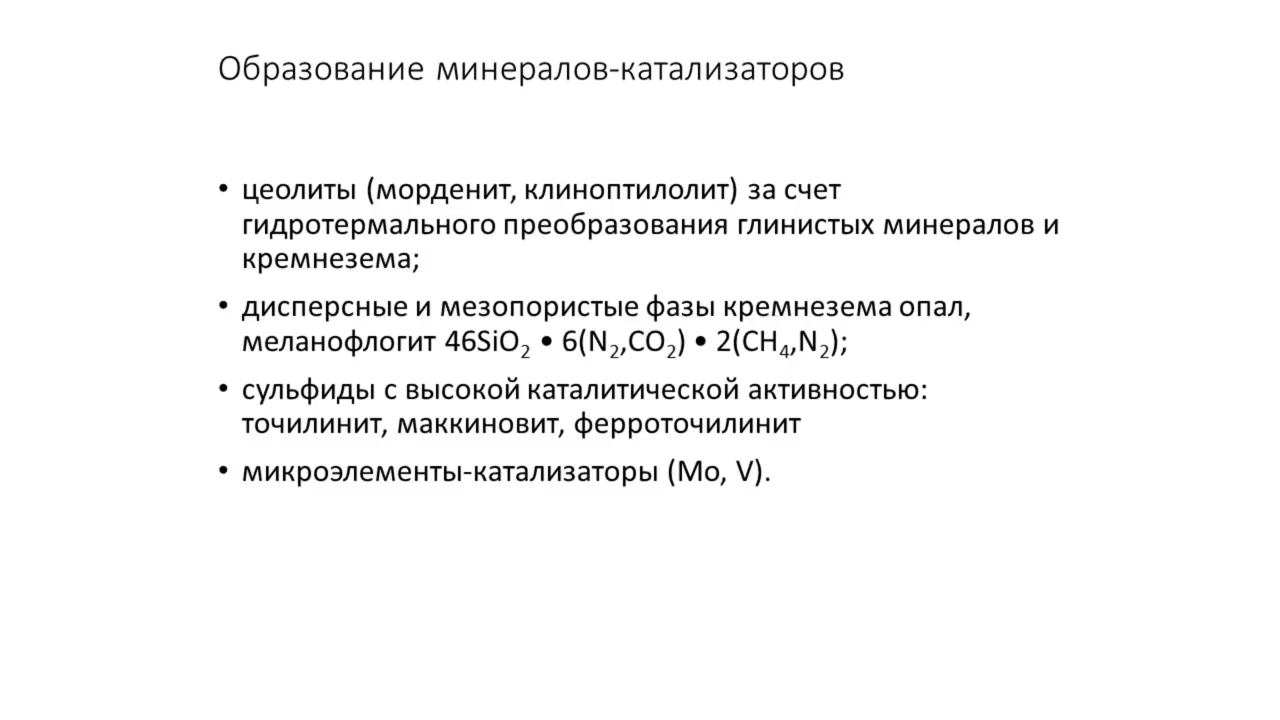 Образование минералов-катализаторов
• цеолиты (морденит, клиноптилолит) за счет
гидротермального преобразования глинистых минералов и
кремнезема;
• дисперсные и мезопористые фазы кремнезема опал,
меланофлогит 46SiO₂ • 6(N₂,CO₂) • 2(CH₄,N₂);
• сульфиды с высокой каталитической активностью:
точилинит, маккиновит, ферроточилинит
• микроэлементы-катализаторы (Mo, V).